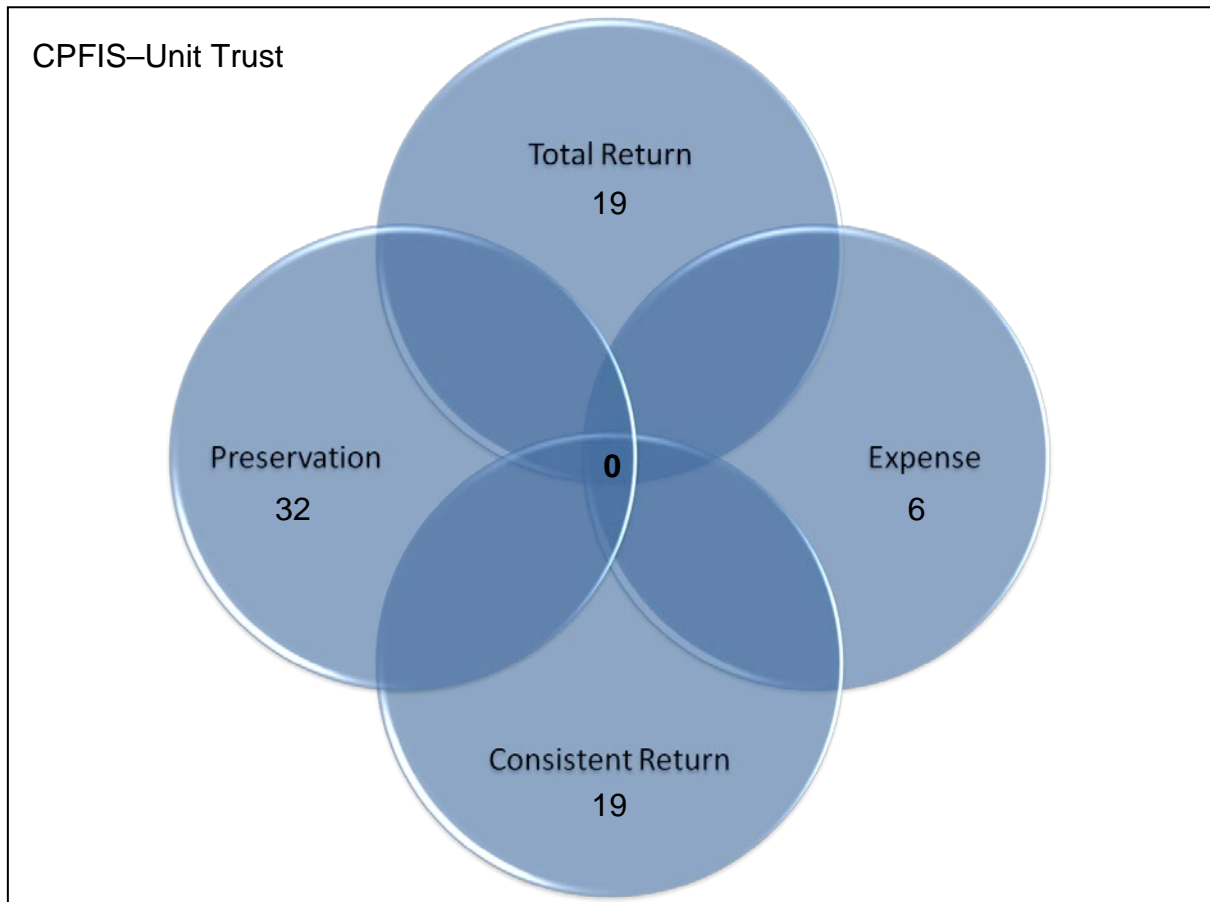 CPFIS–Unit Trust
Total Return
19
Preservation
32
0
Expense
6
Consistent Return
19